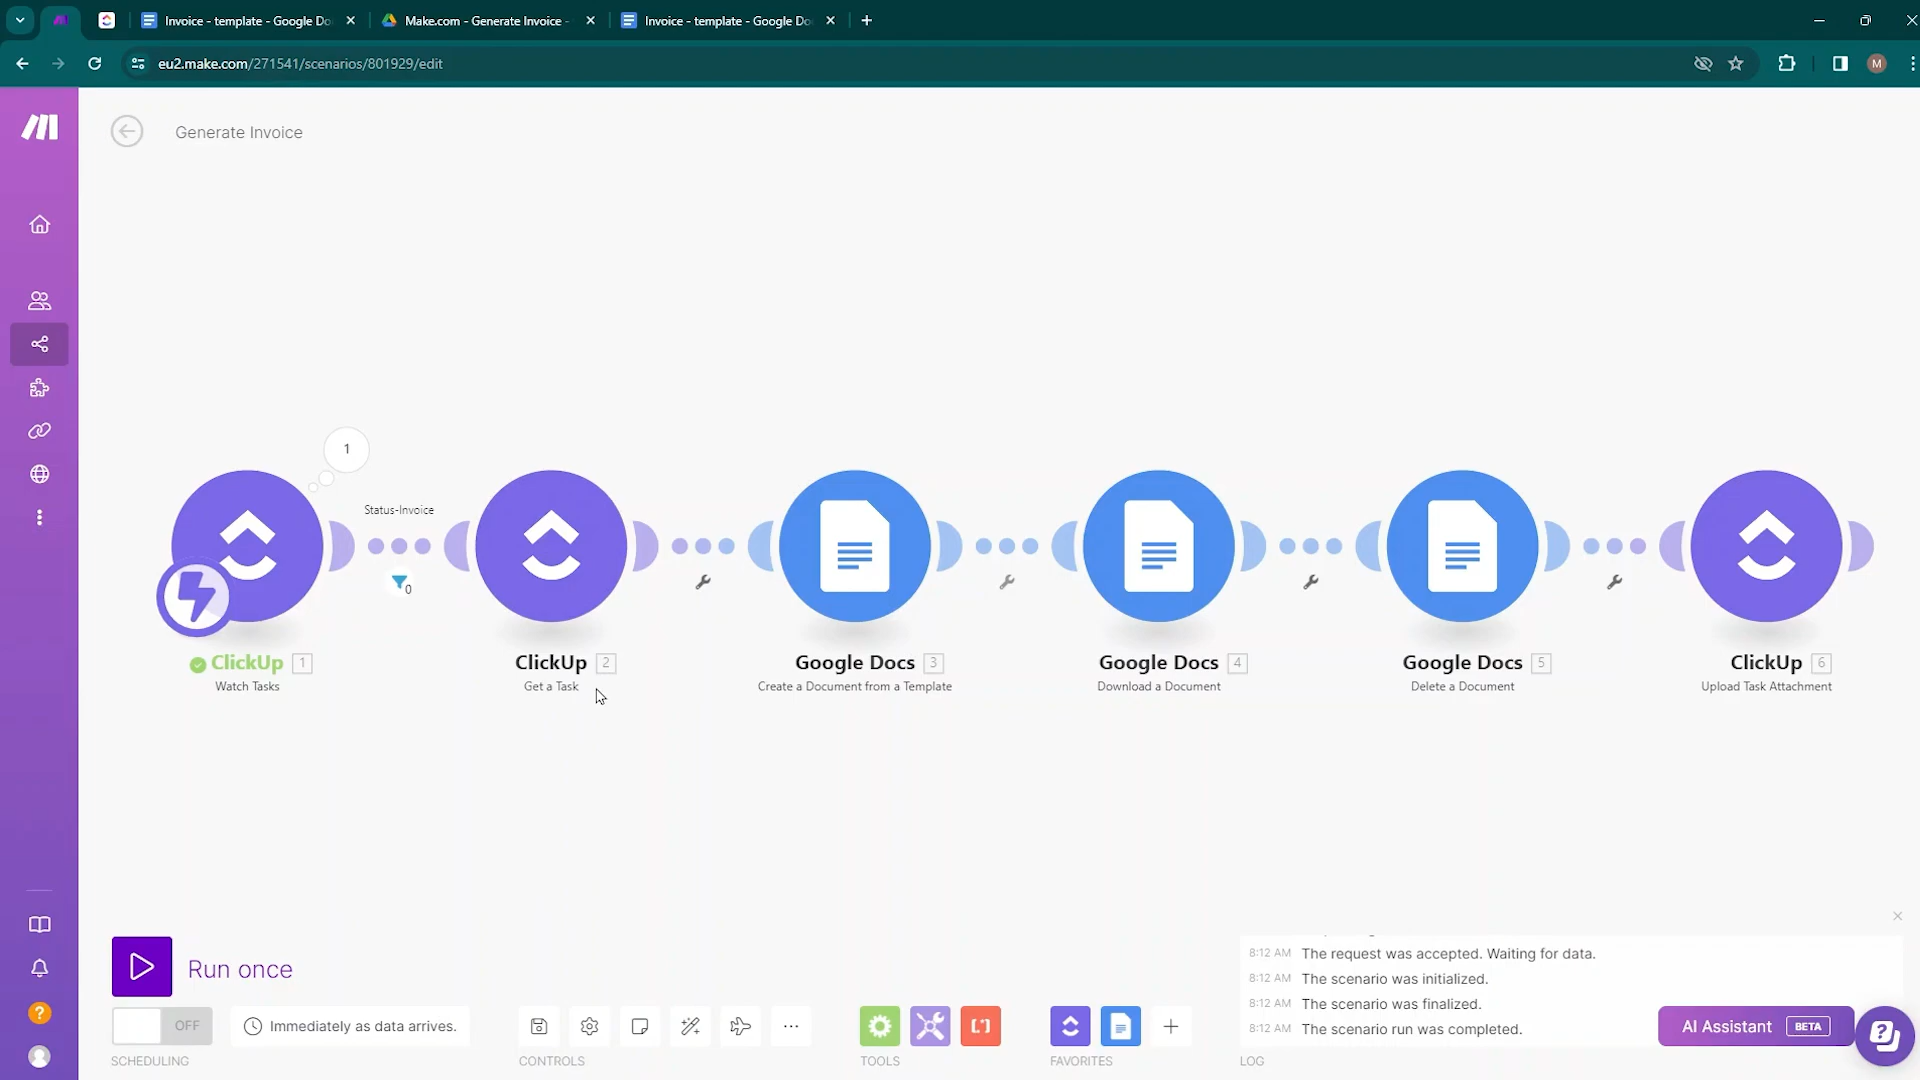 Invoice - template - Google Do
Make.com - Generate Invoice -
Invoice - template - Google Do
eu2.make.com/271541/scenarios/801929/edit
M
Generate Invoice
1
Status-Invoice
0
ClickUp 1
Watch Tasks
ClickUp 2
Get a Task
Google Docs 3
Create a Document from a Template
Google Docs 4
Download a Document
Google Docs 5
Delete a Document
ClickUp 6
Upload Task Attachment
Run once
OFF
Immediately as data arrives.
SCHEDULING
CONTROLS
TOOLS
FAVORITES
8:12 AM The request was accepted. Waiting for data.
8:12 AM The scenario was initialized.
8:12 AM The scenario was finalized.
8:12 AM The scenario run was completed.
LOG
AI Assistant BETA